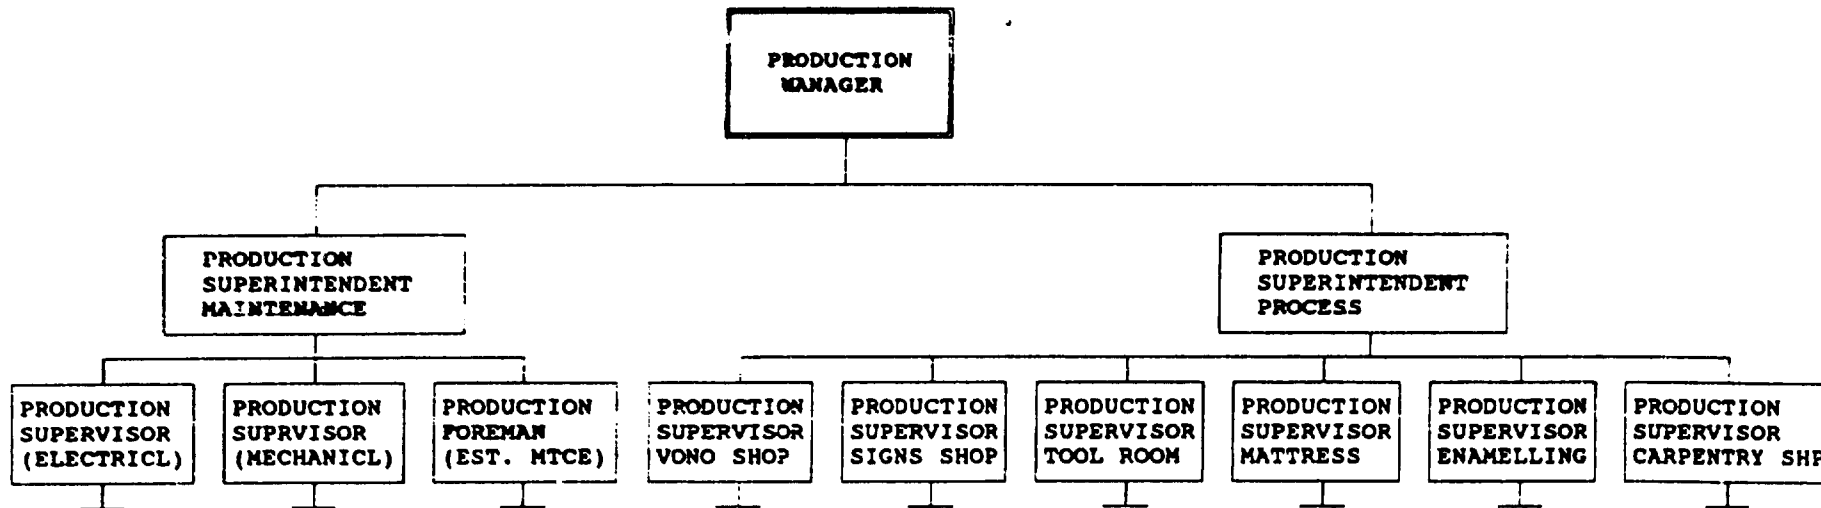 PRODUCTION
MANAGER
PRODUCTION
SUPERINTENDENT
MAINTENANCE
PRODUCTION
SUPERINTENDENT
PROCESS
PRODUCTION
SUPERVISOR
(ELECTRICL)
PRODUCTION
SUPRVISOR
(MECHANICL)
PRODUCTION
FOREMAN
(EST. MTCE)
PRODUCTION
SUPERVISOR
VONO SHOP
PRODUCTION
SUPERVISOR
SIGNS SHOP
PRODUCTION
SUPERVISOR
TOOL ROOM
PRODUCTION
SUPERVISOR
MATTRESS
PRODUCTION
SUPERVISOR
ENAMELLING
PRODUCTION
SUPERVISOR
CARPENTRY SHP